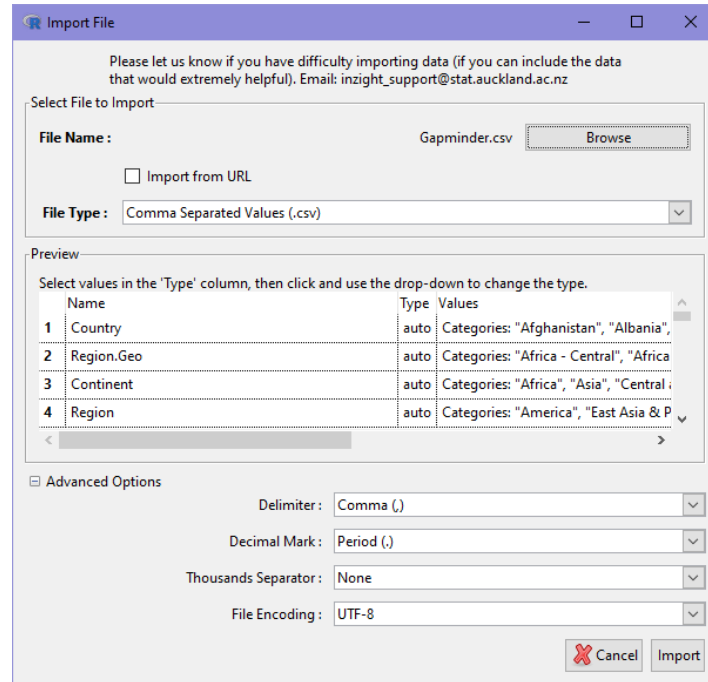 Import File
Please let us know if you have difficulty importing data (if you can include the data
that would extremely helpful). Email: inzight_support@stat.auckland.ac.nz
Select File to Import
File Name : Gapminder.csv Browse
Import from URL
File Type : Comma Separated Values (.csv)
Preview
Select values in the 'Type' column, then click and use the drop-down to change the type.
Name Type Values
1 Country auto Categories: "Afghanistan", "Albania",
2 Region.Geo auto Categories: "Africa - Central", "Africa
3 Continent auto Categories: "Africa", "Asia", "Central
4 Region auto Categories: "America", "East Asia & P
Advanced Options
Delimiter : Comma (,)
Decimal Mark : Period (.)
Thousands Separator : None
File Encoding : UTF-8
Cancel Import